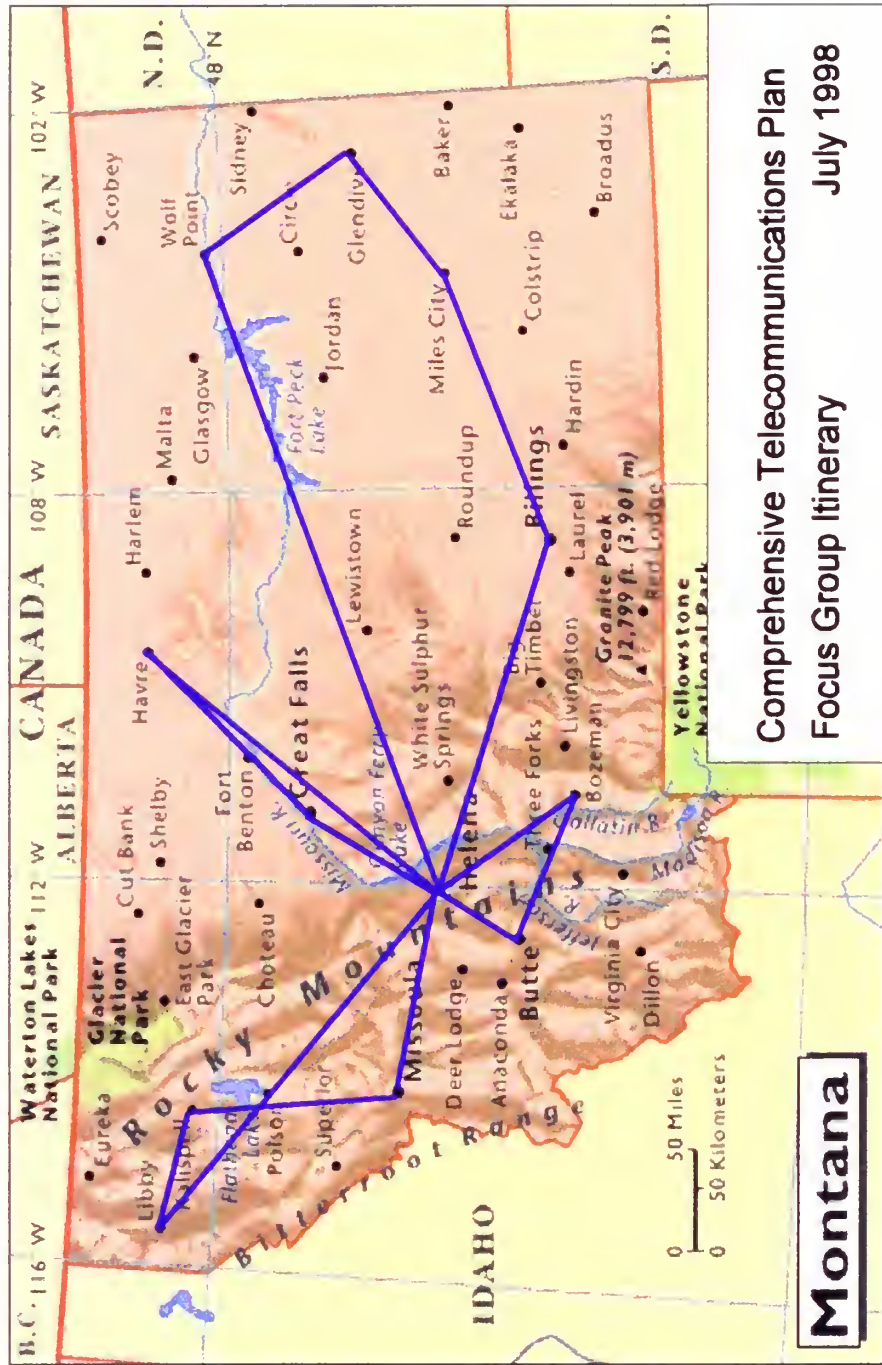 B.C.
116° W
Waterton Lakes
National Park
112° W
ALBERTA
CANADA
108° W
SASKATCHEWAN
102° W
N.D.
48° N
Eureka
Glacier
National
Park
Cut Bank
Shelby
Havre
Harlem
Malta
Glasgow
Wolf
Point
Scobey
Libby
Kalispell
East Glacier
Park
Rocky Mountains
Flathead
Lake
Polson
Choteau
Fort
Benton
Missouri R.
Great Falls
Fort Peck
Lake
Circle
Sidney
Superior
Lewistown
Jordan
Glendive
Missoula
Canyon Ferry
Lake
Helena
White Sulphur
Springs
Roundup
Miles City
Baker
Bitterroot Range
Deer Lodge
Anaconda
Butte
Jefferson
R.
Three Forks
Gallatin R.
Bozeman
Livingston
Big
Timber
Billings
Laurel
Hardin
Colstrip
Ekalaka
Broadus
IDAHO
Virginia City
Dillon
Madison R.
Granite Peak
12,799 ft. (3,901 m)
Red Lodge
Yellowstone
National Park
S.D.
0 50 Miles
0 50 Kilometers
Montana
Comprehensive Telecommunications Plan
Focus Group Itinerary July 1998